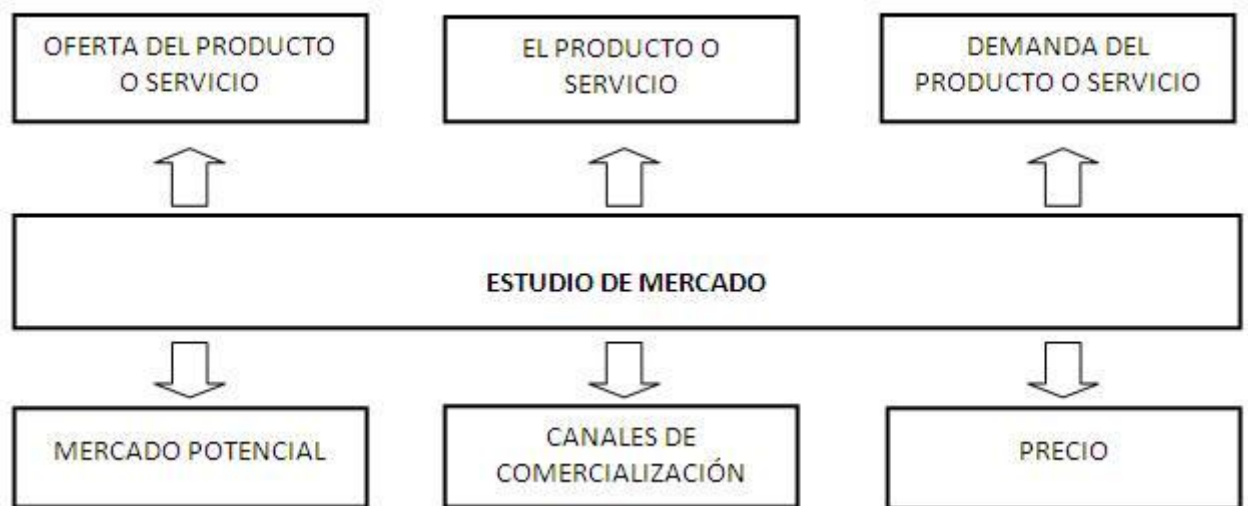 OFERTA DEL PRODUCTO
O SERVICIO
EL PRODUCTO O
SERVICIO
DEMANDA DEL
PRODUCTO O SERVICIO
ESTUDIO DE MERCADO
MERCADO POTENCIAL
CANALES DE
COMERCIALIZACIÓN
PRECIO